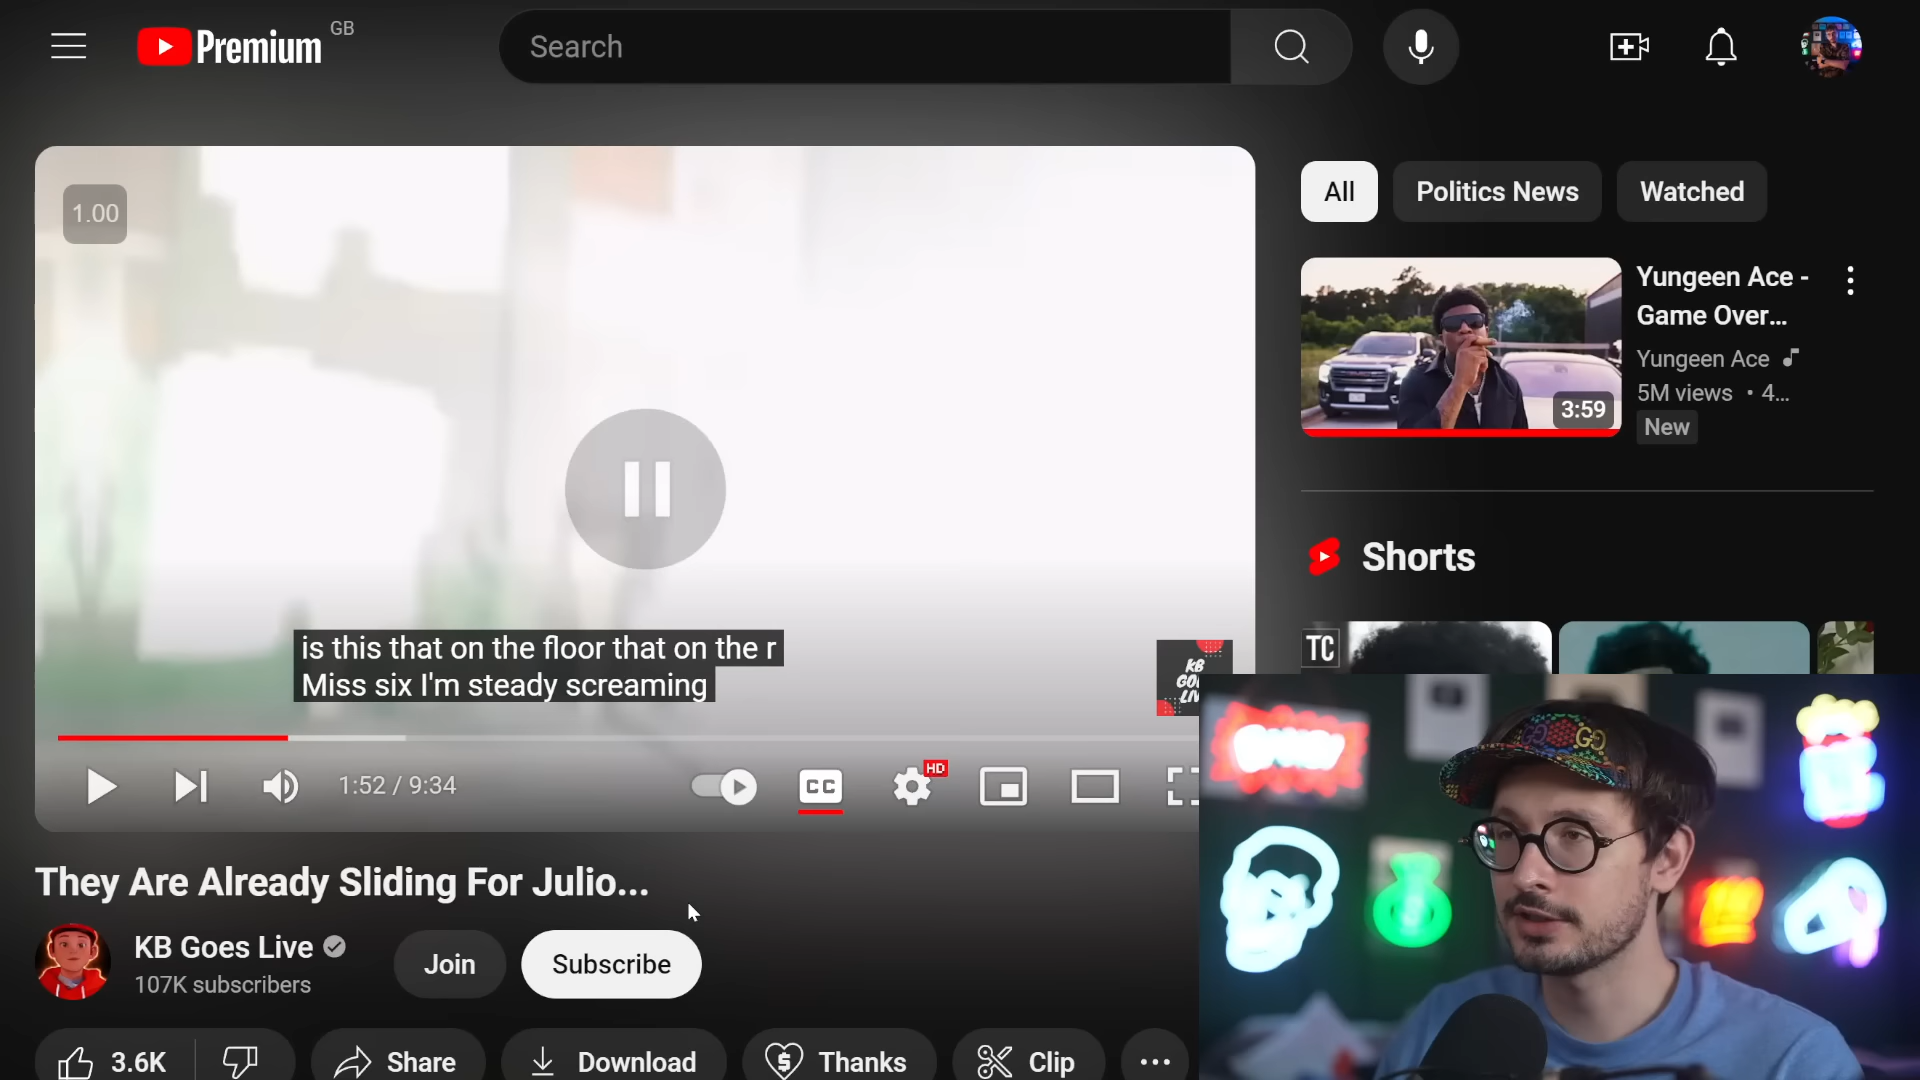 Premium GB
Search
1.00
All
Politics News
Watched
Yungeen Ace -
Game Over...
Yungeen Ace
5M views • 4...
New
3:59
Shorts
TC
is this that on the floor that on the r
Miss six I'm steady screaming
KB
1:52 / 9:34
CC
HD
They Are Already Sliding For Julio...
KB Goes Live
107K subscribers
Join
Subscribe
3.6K
Share
Download
Thanks
Clip